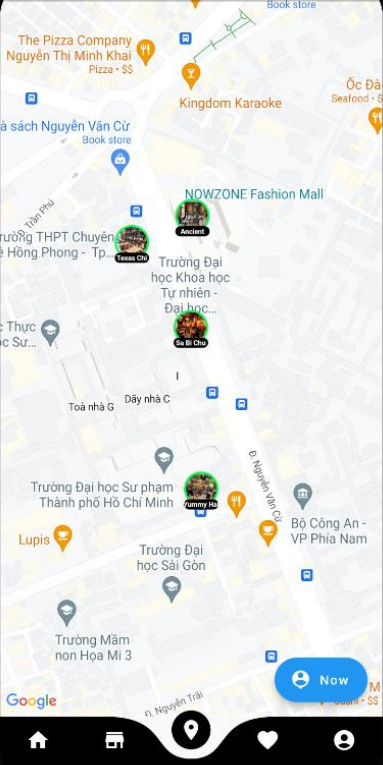 Book store
The Pizza Company
Nguyễn Thị Minh Khai
Pizza • $$
Kingdom Karaoke
Ốc Đà
Seafood • $
à sách Nguyễn Văn Cừ
Book store
Đ. Trần Phú
NOWZONE Fashion Mall
Ancient
rường THPT Chuyên
ê Hồng Phong - Tp...
Texas Chi
Trường Đại
học Khoa học
Tự nhiên -
Đại học...
c Thực
ọc Sư...
Sa Bi Chu
Toà nhà G
Dãy nhà C
Đ. Nguyễn Văn Cừ
Trường Đại học Sư phạm
Thành phố Hồ Chí Minh
Yummy Ha
Bộ Công An -
VP Phía Nam
Lupis
Trường Đại
học Sài Gòn
Trường Mầm
non Họa Mi 3
Now
M
$$
Google
Đ. Nguyễn Trãi